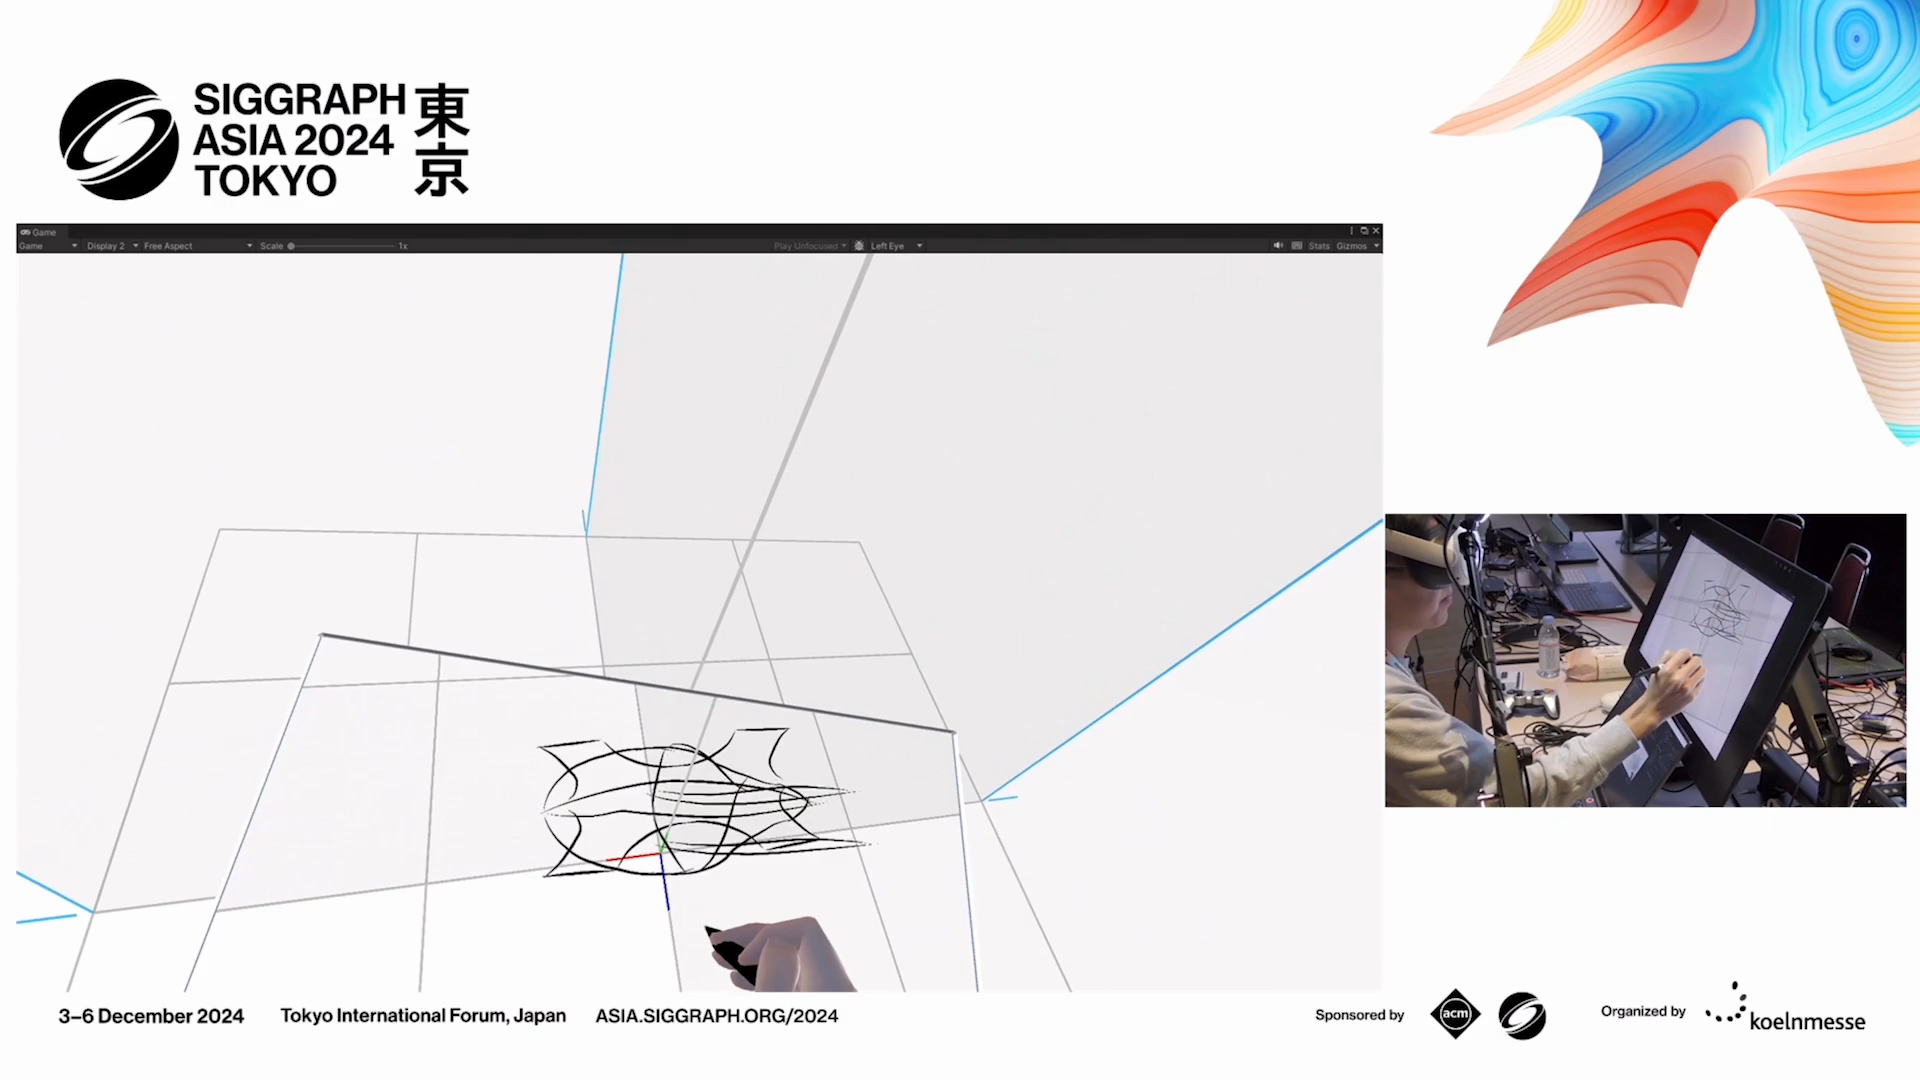 SIGGRAPH
ASIA 2024
TOKYO
東京
Game
Game Display 2 Free Aspect Scale 1x Play Unfocused Left Eye Stats Gizmos
3–6 December 2024 Tokyo International Forum, Japan ASIA.SIGGRAPH.ORG/2024
Sponsored by acm Organized by koelnmesse